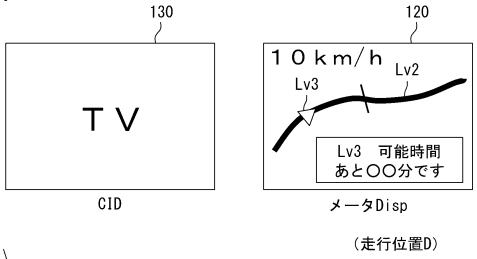 130
TV
CID
120
10km/h
Lv3
Lv2
Lv3 可能時間
あと〇〇分です
メータDisp
(走行位置D)